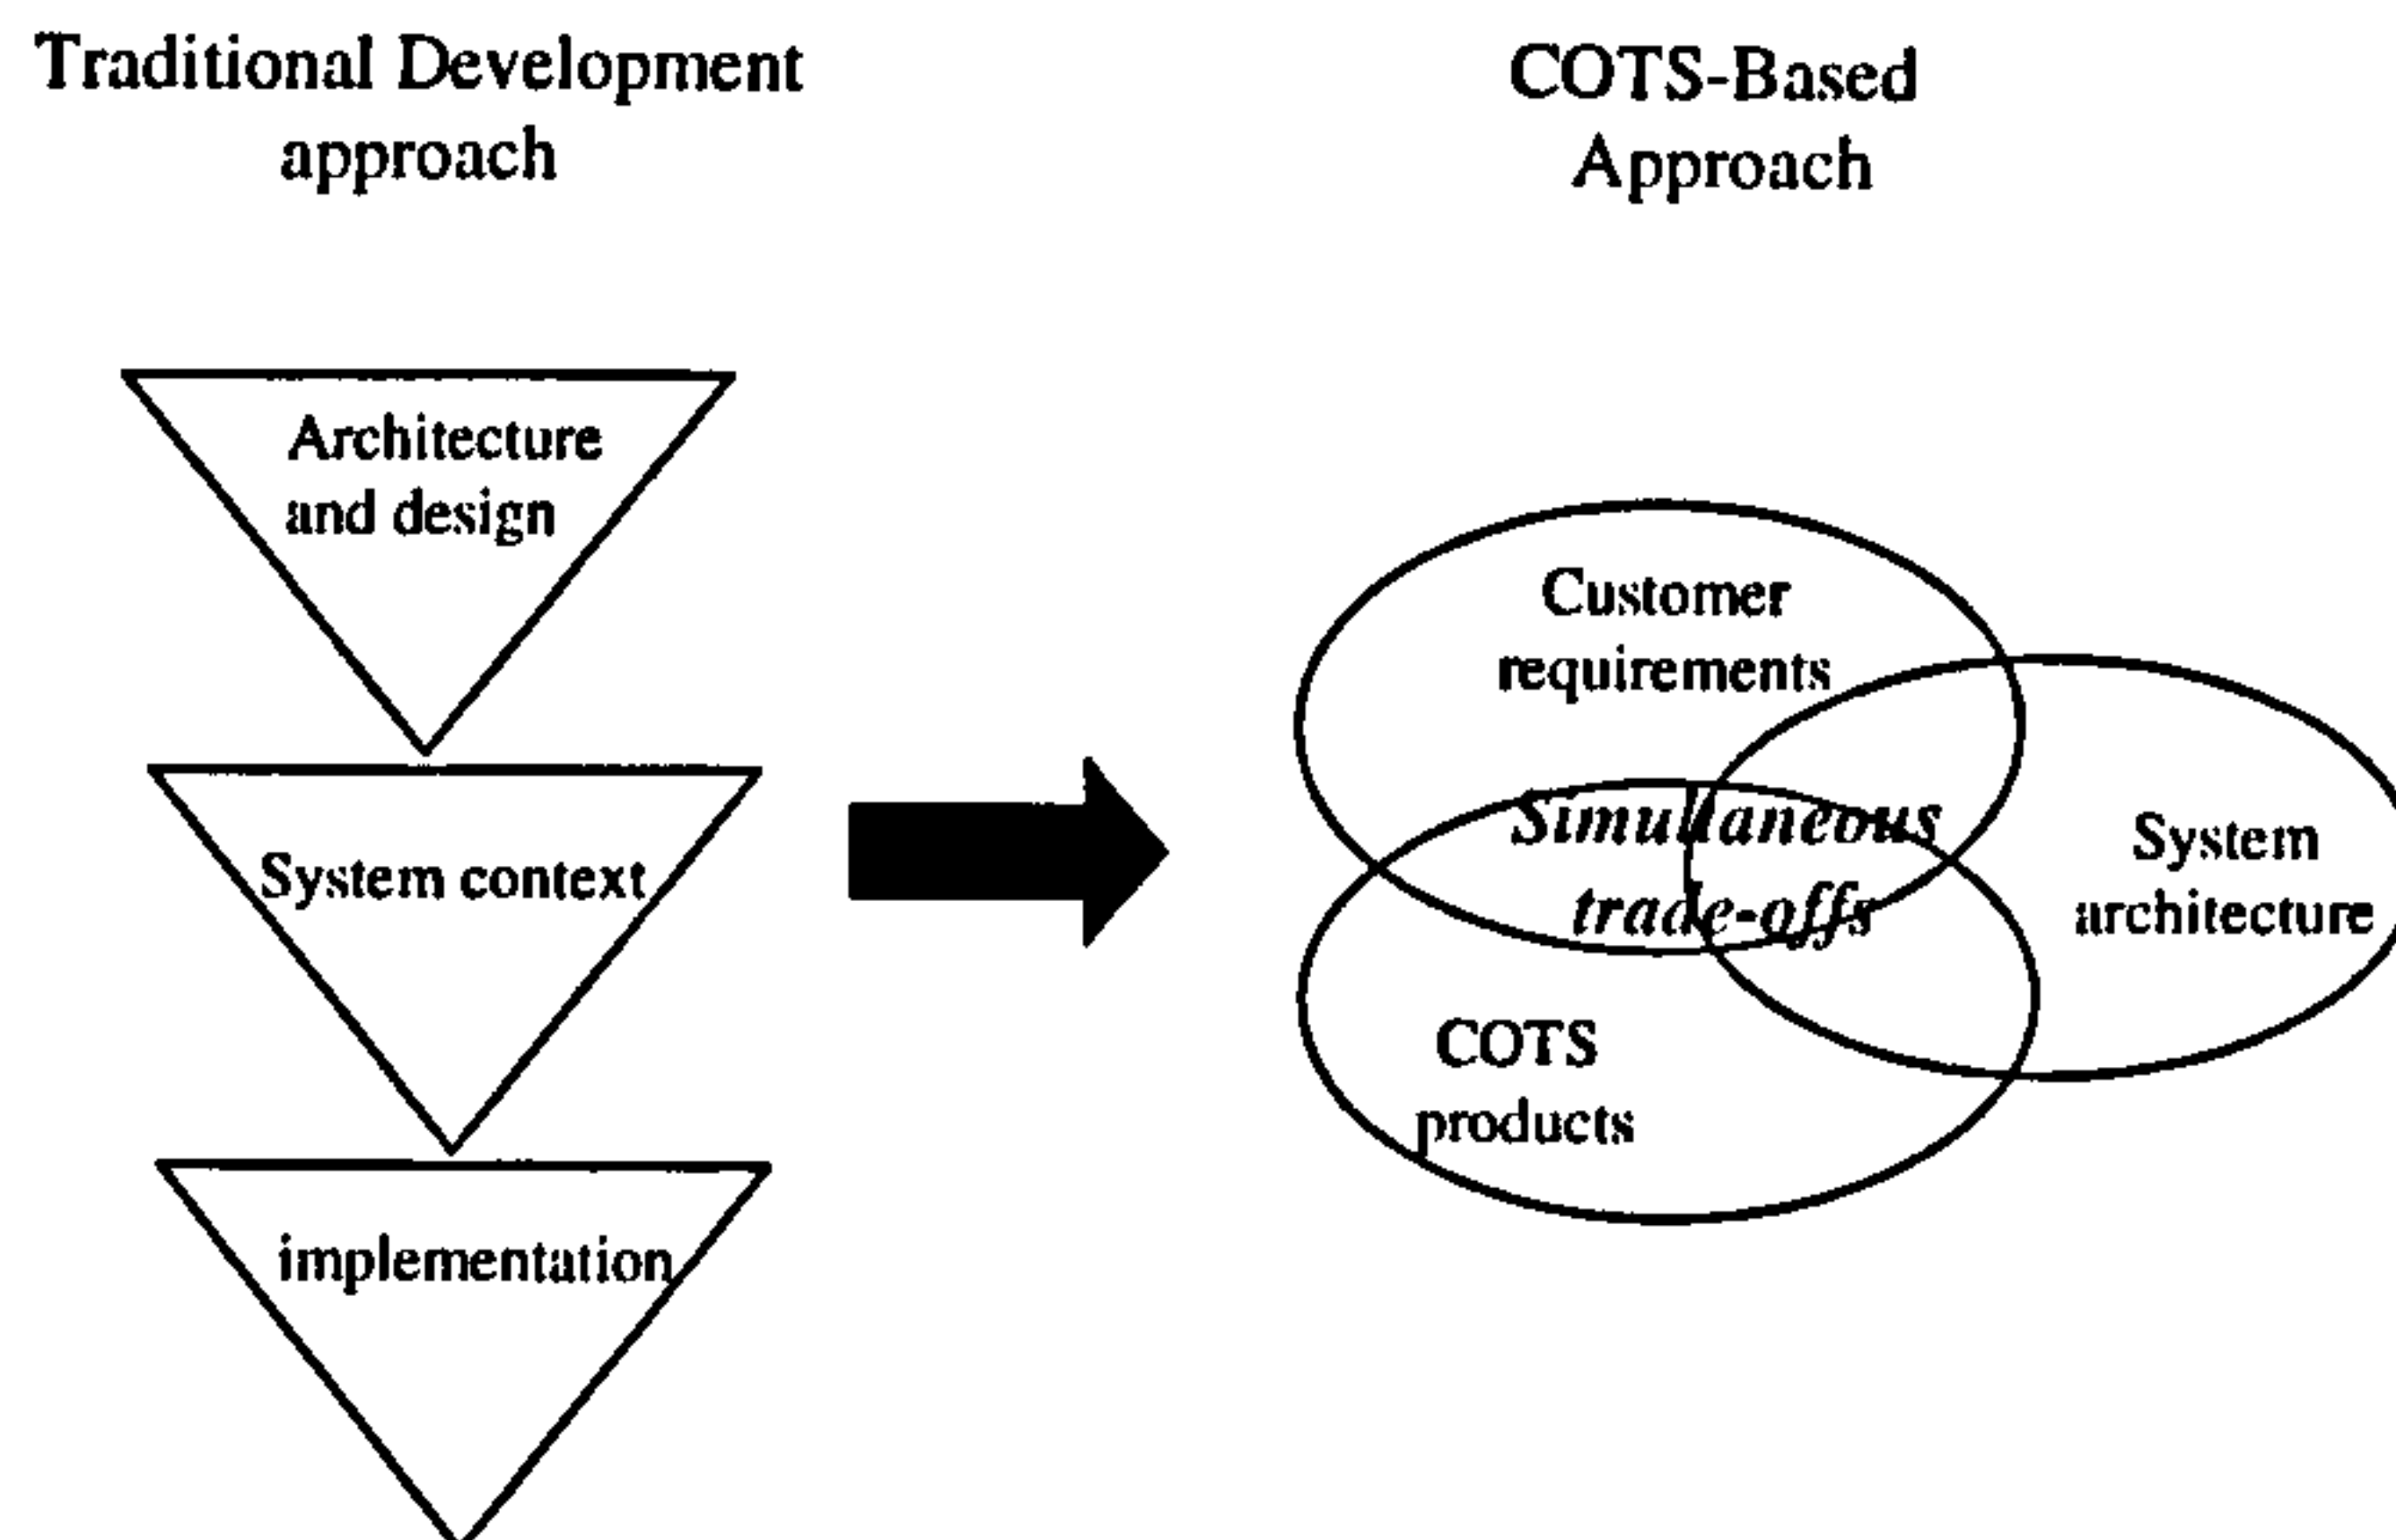 Traditional Development
approach
COTS-Based
Approach
Architecture
and design
System context
implementation
Customer
requirements
Simultaneous
trade-offs
System
architecture
COTS
products